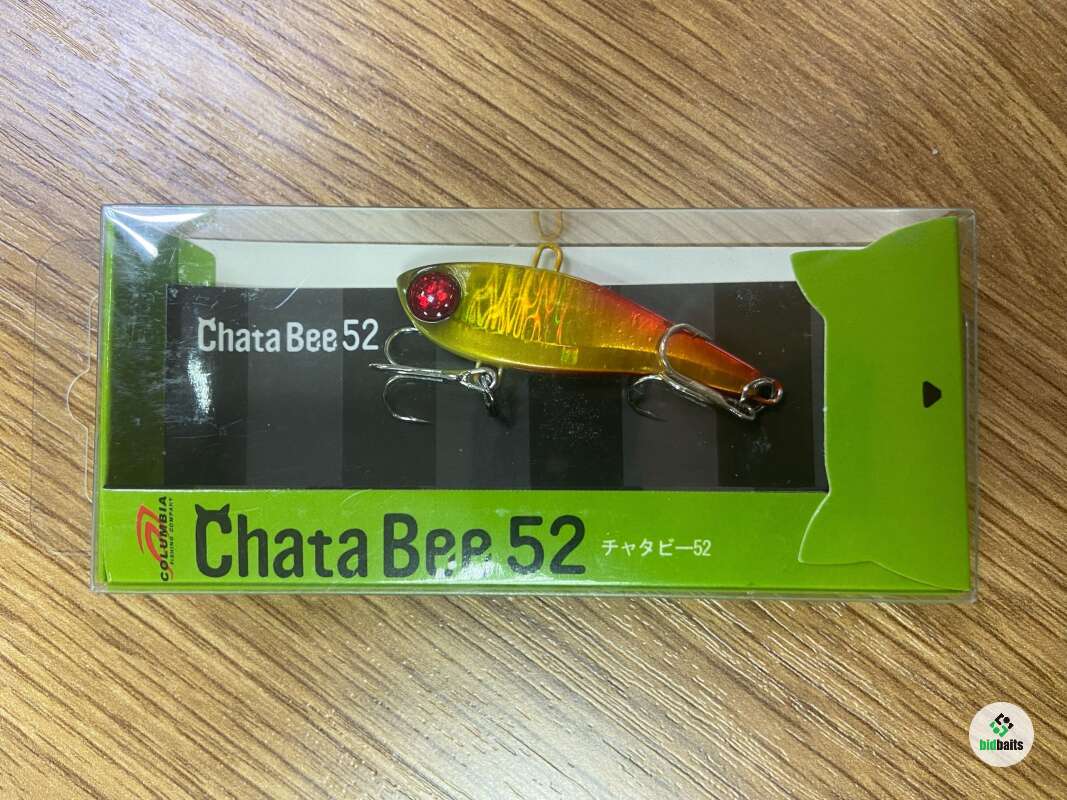 Chata Bee 52
COLUMBIA
FISHING COMPANY
Chata Bee 52
チャタビー52
bidbaits